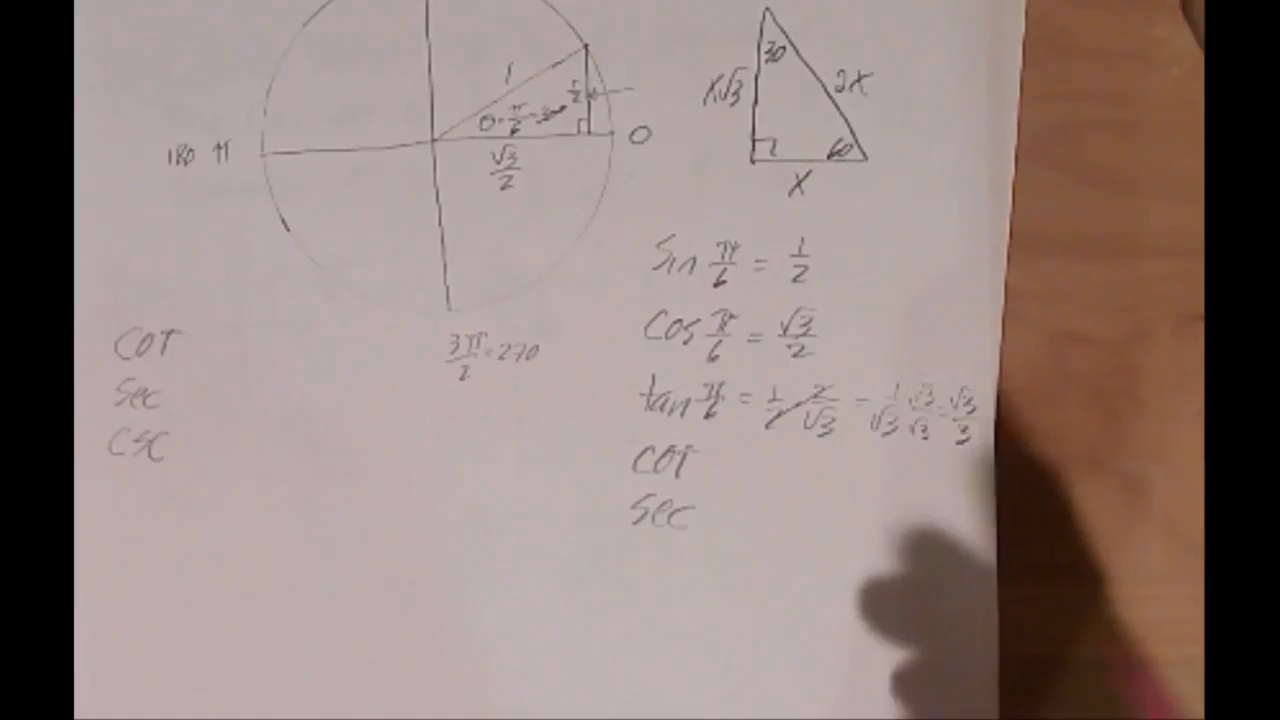 30
x√3
2x
1
1/2
θ=π/6=30
0
180 π
√3/2
60
x
Sin π/6 = 1/2
Cos π/6 = √3/2
tan π/6 = 1/2 · 2/√3 = 1/√3 √3/√3 = √3/3
COT
Sec
COT
Sec
CSC
3π/2 = 270